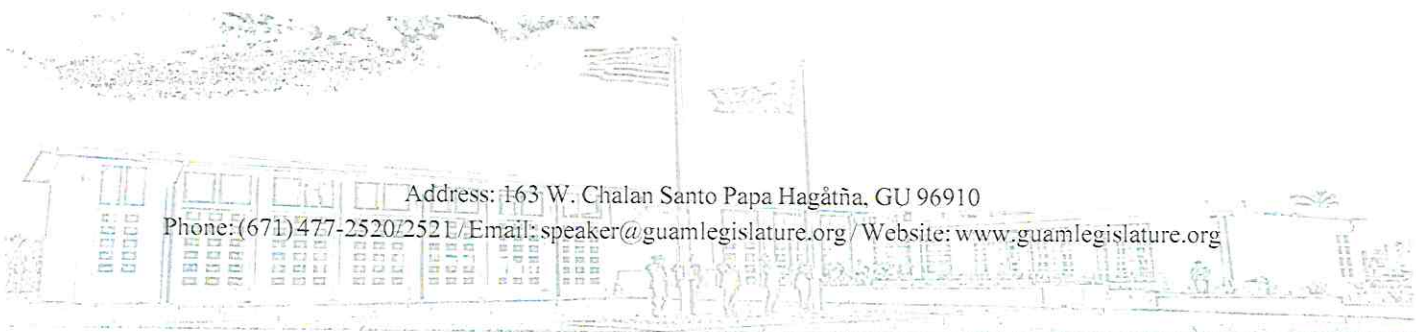 Address: 163 W. Chalan Santo Papa Hagåtña, GU 96910
Phone: (671) 477-2520/2521 / Email: speaker@guamlegislature.org / Website: www.guamlegislature.org